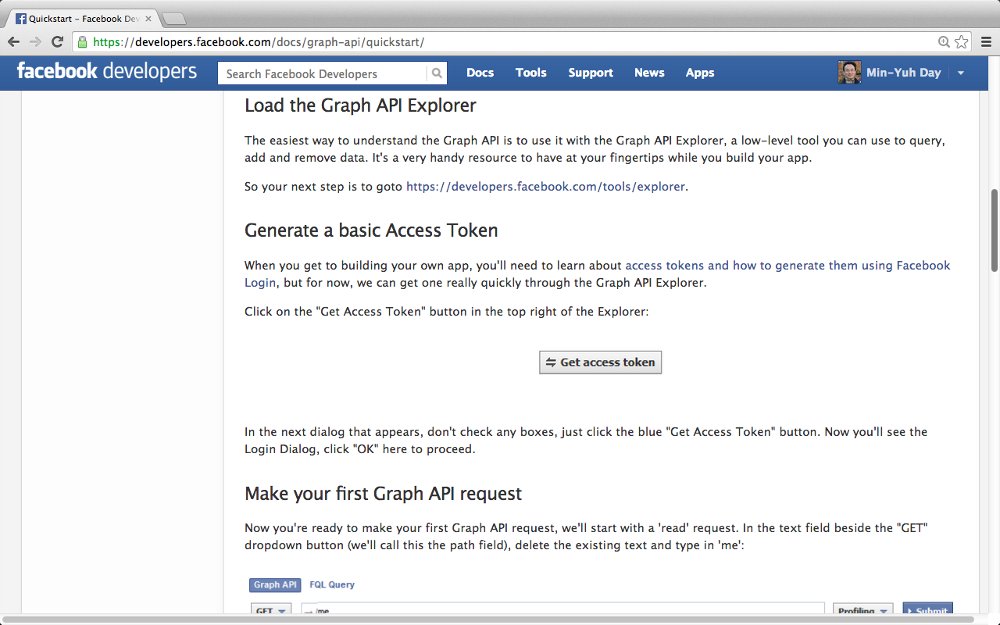 Quickstart – Facebook Dev
https://developers.facebook.com/docs/graph-api/quickstart/
facebook developers
Search Facebook Developers
Docs
Tools
Support
News
Apps
Min-Yuh Day
Load the Graph API Explorer
The easiest way to understand the Graph API is to use it with the Graph API Explorer, a low-level tool you can use to query,
add and remove data. It's a very handy resource to have at your fingertips while you build your app.
So your next step is to goto https://developers.facebook.com/tools/explorer.
Generate a basic Access Token
When you get to building your own app, you'll need to learn about access tokens and how to generate them using Facebook
Login, but for now, we can get one really quickly through the Graph API Explorer.
Click on the "Get Access Token" button in the top right of the Explorer:
Get access token
In the next dialog that appears, don't check any boxes, just click the blue "Get Access Token" button. Now you'll see the
Login Dialog, click "OK" here to proceed.
Make your first Graph API request
Now you're ready to make your first Graph API request, we'll start with a 'read' request. In the text field beside the "GET"
dropdown button (we'll call this the path field), delete the existing text and type in 'me':
Graph API
FQL Query
GET
→ /me
Profiling
Submit